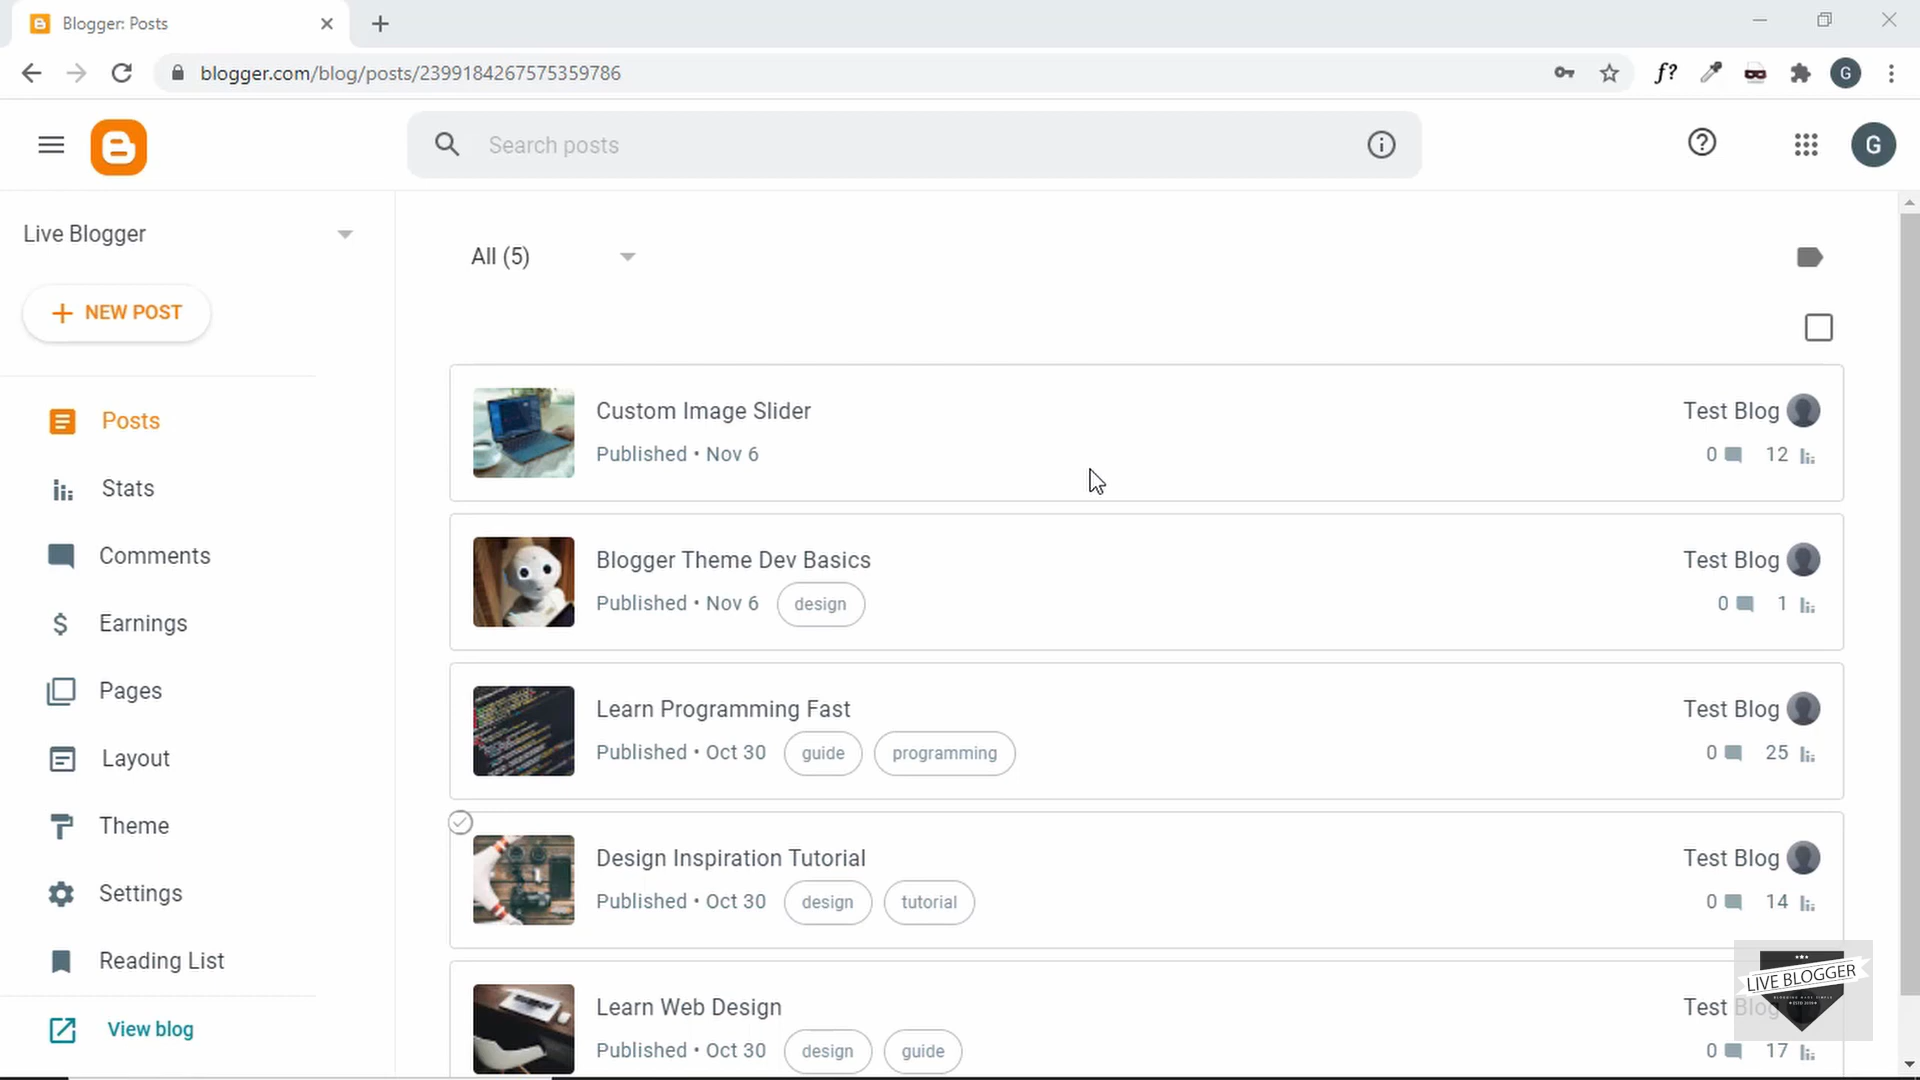 Blogger: Posts
blogger.com/blog/posts/2399184267575359786
f?
G
Search posts
G
Live Blogger
All (5)
NEW POST
Posts
Stats
Comments
Earnings
Pages
Layout
Theme
Settings
Reading List
View blog
Custom Image Slider
Test Blog
Published • Nov 6
0 12
Blogger Theme Dev Basics
Test Blog
Published • Nov 6 design
0 1
Learn Programming Fast
Test Blog
Published • Oct 30 guide programming
0 25
Design Inspiration Tutorial
Test Blog
Published • Oct 30 design tutorial
0 14
Learn Web Design
Test Blog
Published • Oct 30 design guide
0 17
LIVE BLOGGER